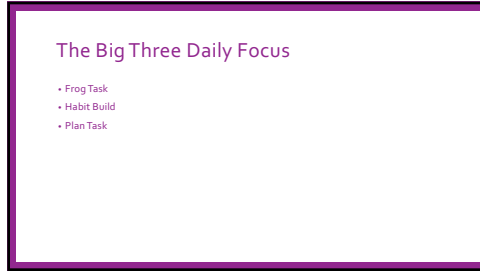 The Big Three Daily Focus
• Frog Task
• Habit Build
• Plan Task